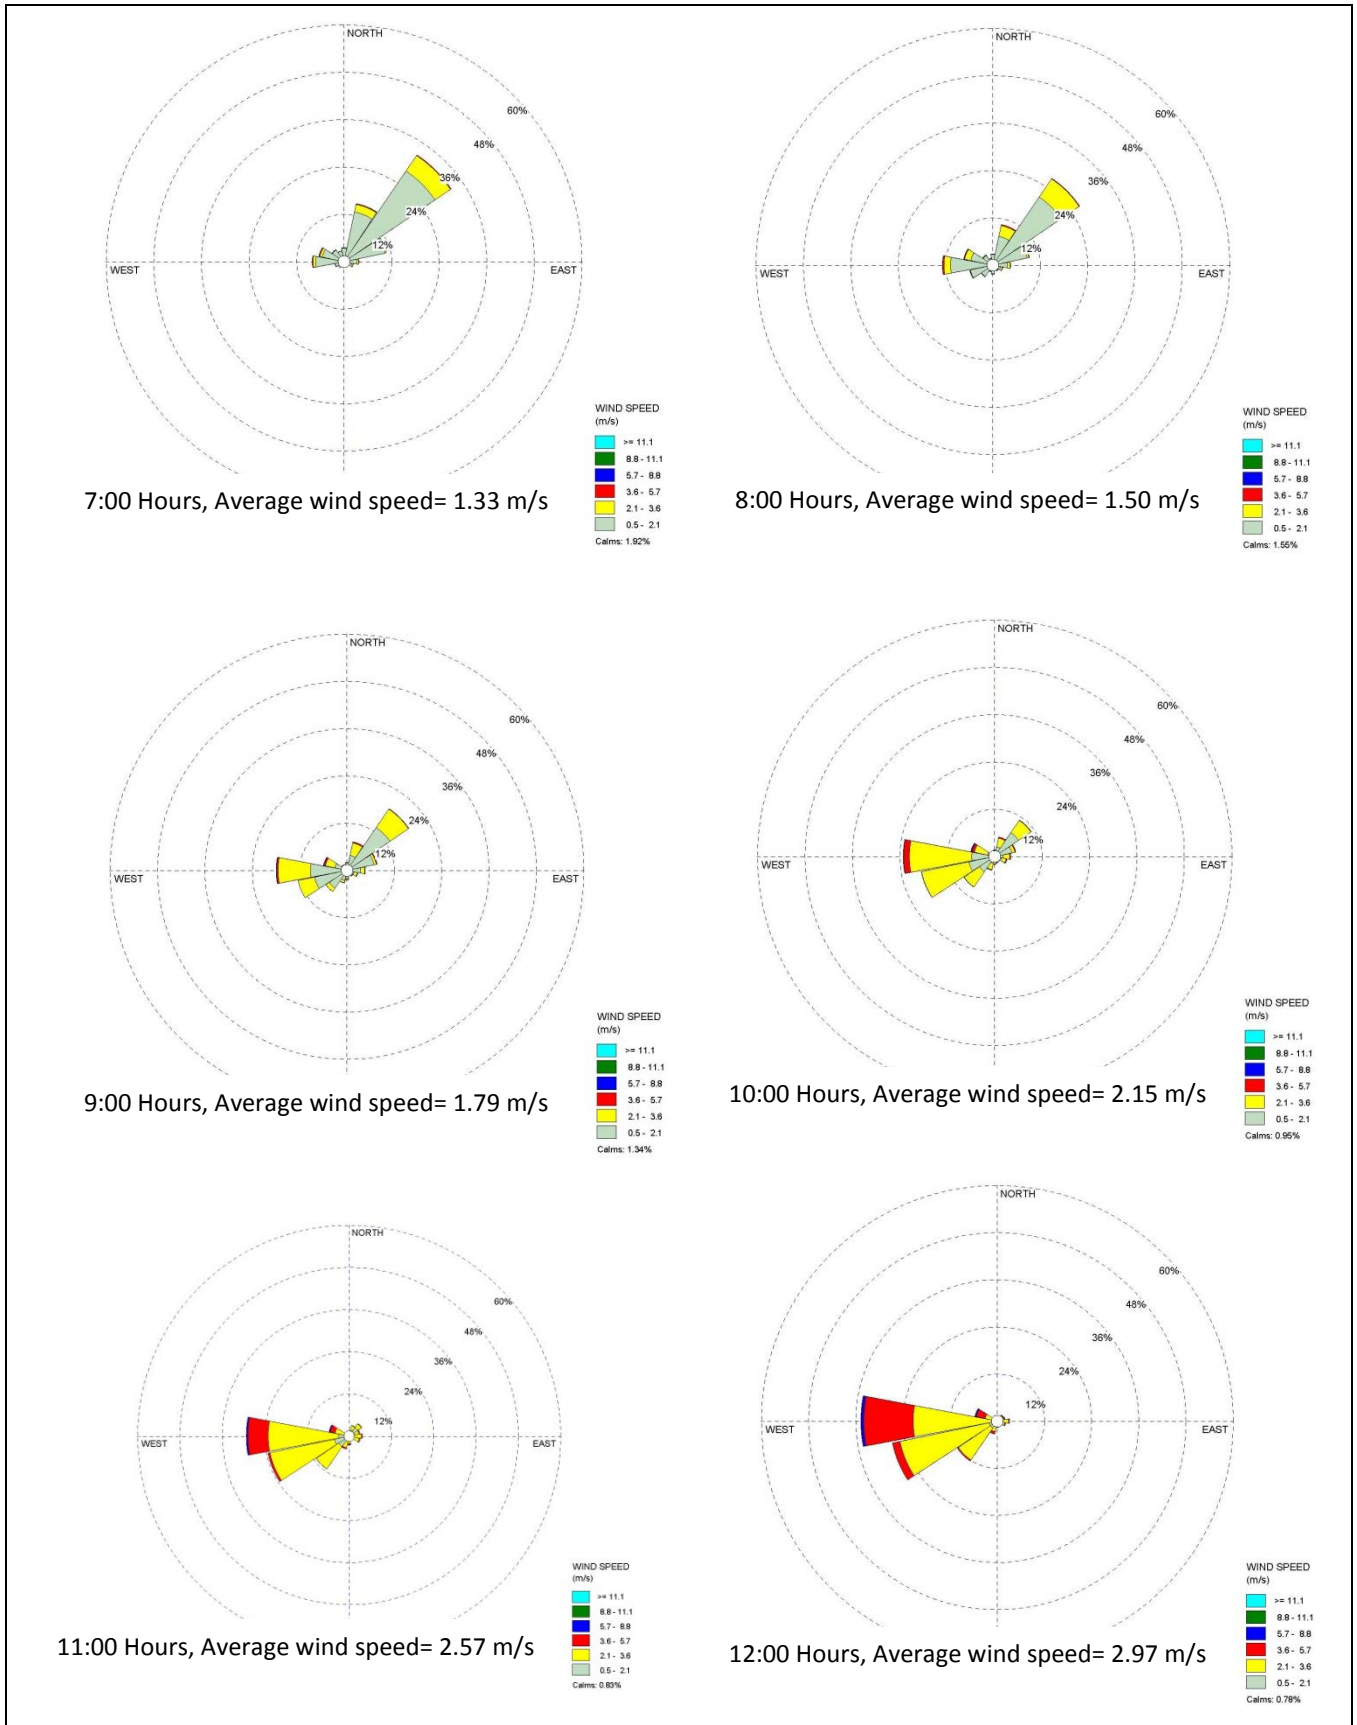 NORTH
60%
48%
36%
24%
12%
WEST
EAST
WIND SPEED
(m/s)
>= 11.1
8.8 - 11.1
5.7 - 8.8
3.6 - 5.7
2.1 - 3.6
0.5 - 2.1
Calms: 1.92%
7:00 Hours, Average wind speed= 1.33 m/s
NORTH
60%
48%
36%
24%
12%
WEST
EAST
WIND SPEED
(m/s)
>= 11.1
8.8 - 11.1
5.7 - 8.8
3.6 - 5.7
2.1 - 3.6
0.5 - 2.1
Calms: 1.55%
8:00 Hours, Average wind speed= 1.50 m/s
NORTH
60%
48%
36%
24%
12%
WEST
EAST
WIND SPEED
(m/s)
>= 11.1
8.8 - 11.1
5.7 - 8.8
3.6 - 5.7
2.1 - 3.6
0.5 - 2.1
Calms: 1.34%
9:00 Hours, Average wind speed= 1.79 m/s
NORTH
60%
48%
36%
24%
12%
WEST
EAST
WIND SPEED
(m/s)
>= 11.1
8.8 - 11.1
5.7 - 8.8
3.6 - 5.7
2.1 - 3.6
0.5 - 2.1
Calms: 0.95%
10:00 Hours, Average wind speed= 2.15 m/s
NORTH
60%
48%
36%
24%
12%
WEST
EAST
WIND SPEED
(m/s)
>= 11.1
8.8 - 11.1
5.7 - 8.8
3.6 - 5.7
2.1 - 3.6
0.5 - 2.1
Calms: 0.83%
11:00 Hours, Average wind speed= 2.57 m/s
NORTH
60%
48%
36%
24%
12%
WEST
EAST
WIND SPEED
(m/s)
>= 11.1
8.8 - 11.1
5.7 - 8.8
3.6 - 5.7
2.1 - 3.6
0.5 - 2.1
Calms: 0.78%
12:00 Hours, Average wind speed= 2.97 m/s